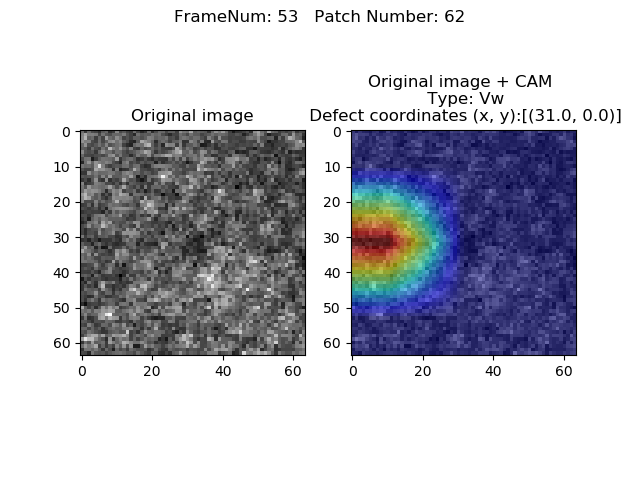 FrameNum: 53   Patch Number: 62
Original image
0
10
20
30
40
50
60
0 20 40 60
Original image + CAM
Type: Vw
Defect coordinates (x, y):[(31.0, 0.0)]
0
10
20
30
40
50
60
0 20 40 60